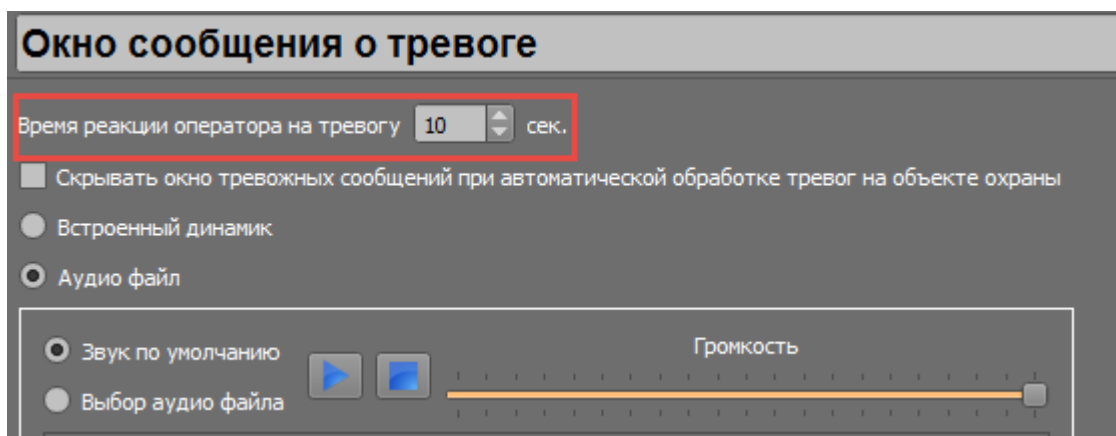 Окно сообщения о тревоге
Время реакции оператора на тревогу 10 сек.
Скрывать окно тревожных сообщений при автоматической обработке тревог на объекте охраны
Встроенный динамик
Аудио файл
Звук по умолчанию
Громкость
Выбор аудио файла